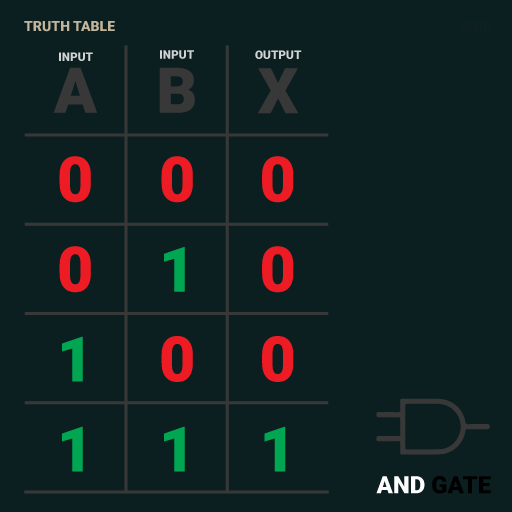 TRUTH TABLE
INPUT INPUT OUTPUT
A B X
0 0 0
0 1 0
1 0 0
1 1 1
AND GATE